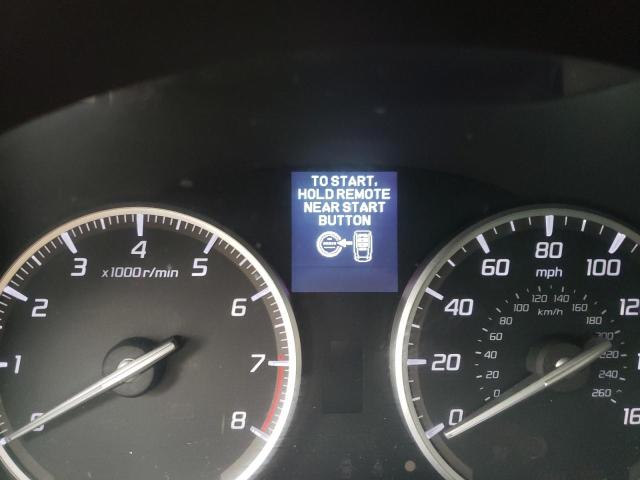 TO START,
HOLD REMOTE
NEAR START
BUTTON
0 1 2 3 4 5 6 7 8
x1000r/min
0 20 40 60 80 100
mph
0 20 40 60 80 100 120 140 160 180 200 220 240 260
km/h